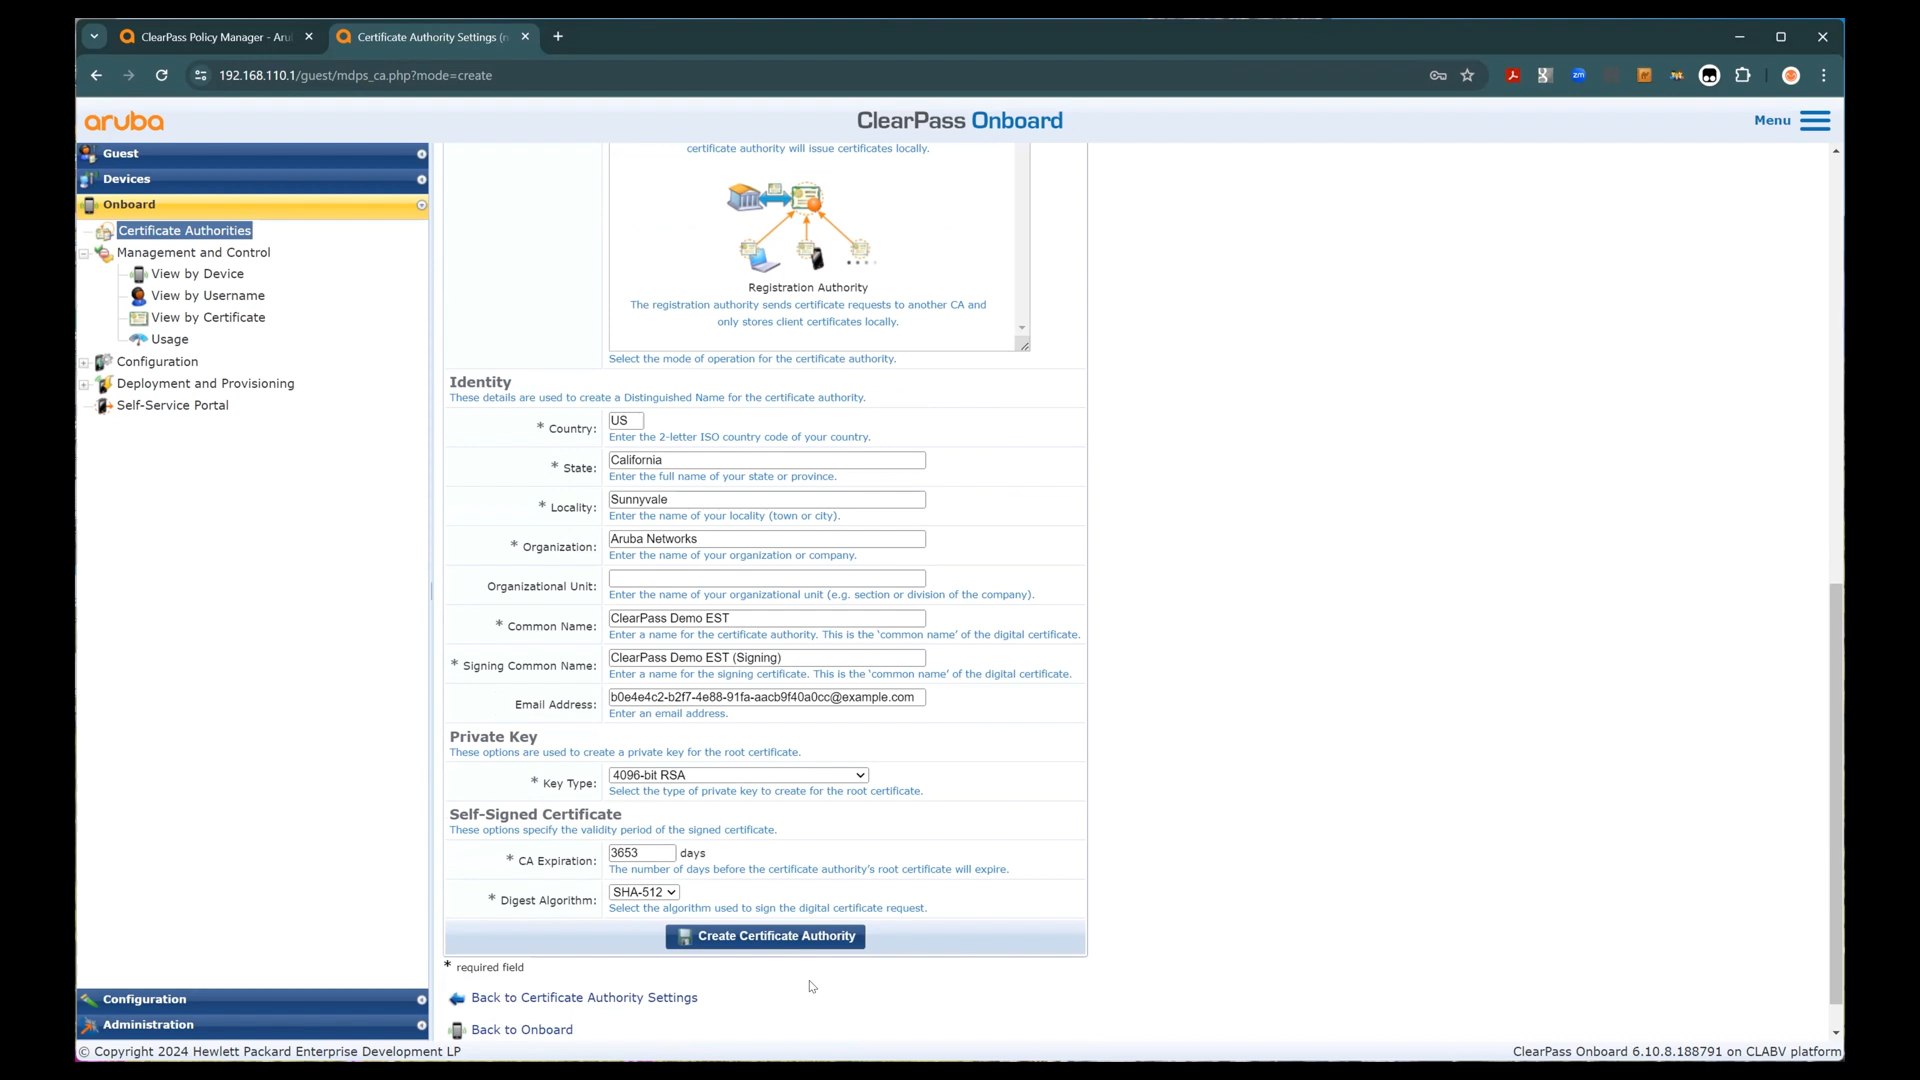 ClearPass Policy Manager - Aru
Certificate Authority Settings (n
192.168.110.1/guest/mdps_ca.php?mode=create
aruba
ClearPass Onboard
Menu
Guest
Devices
Onboard
Certificate Authorities
Management and Control
View by Device
View by Username
View by Certificate
Usage
Configuration
Deployment and Provisioning
Self-Service Portal
certificate authority will issue certificates locally.
Registration Authority
The registration authority sends certificate requests to another CA and
only stores client certificates locally.
Select the mode of operation for the certificate authority.
Identity
These details are used to create a Distinguished Name for the certificate authority.
* Country: US
Enter the 2-letter ISO country code of your country.
* State: California
Enter the full name of your state or province.
* Locality: Sunnyvale
Enter the name of your locality (town or city).
* Organization: Aruba Networks
Enter the name of your organization or company.
Organizational Unit:
Enter the name of your organizational unit (e.g. section or division of the company).
* Common Name: ClearPass Demo EST
Enter a name for the certificate authority. This is the ‘common name’ of the digital certificate.
* Signing Common Name: ClearPass Demo EST (Signing)
Enter a name for the signing certificate. This is the ‘common name’ of the digital certificate.
Email Address: b0e4e4c2-b2f7-4e88-91fa-aacb9f40a0cc@example.com
Enter an email address.
Private Key
These options are used to create a private key for the root certificate.
* Key Type: 4096-bit RSA
Select the type of private key to create for the root certificate.
Self-Signed Certificate
These options specify the validity period of the signed certificate.
* CA Expiration: 3653 days
The number of days before the certificate authority’s root certificate will expire.
* Digest Algorithm: SHA-512
Select the algorithm used to sign the digital certificate request.
Create Certificate Authority
* required field
Back to Certificate Authority Settings
Back to Onboard
Configuration
Administration
© Copyright 2024 Hewlett Packard Enterprise Development LP
ClearPass Onboard 6.10.8.188791 on CLABV platform